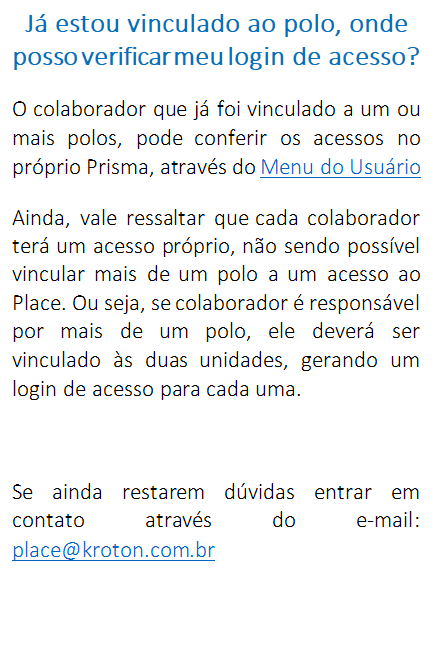 Já estou vinculado ao polo, onde
posso verificar meu login de acesso?
O colaborador que já foi vinculado a um ou
mais polos, pode conferir os acessos no
próprio Prisma, através do Menu do Usuário
Ainda, vale ressaltar que cada colaborador
terá um acesso próprio, não sendo possível
vincular mais de um polo a um acesso ao
Place. Ou seja, se colaborador é responsável
por mais de um polo, ele deverá ser
vinculado às duas unidades, gerando um
login de acesso para cada uma.
Se ainda restarem dúvidas entrar em
contato através do e-mail:
place@kroton.com.br